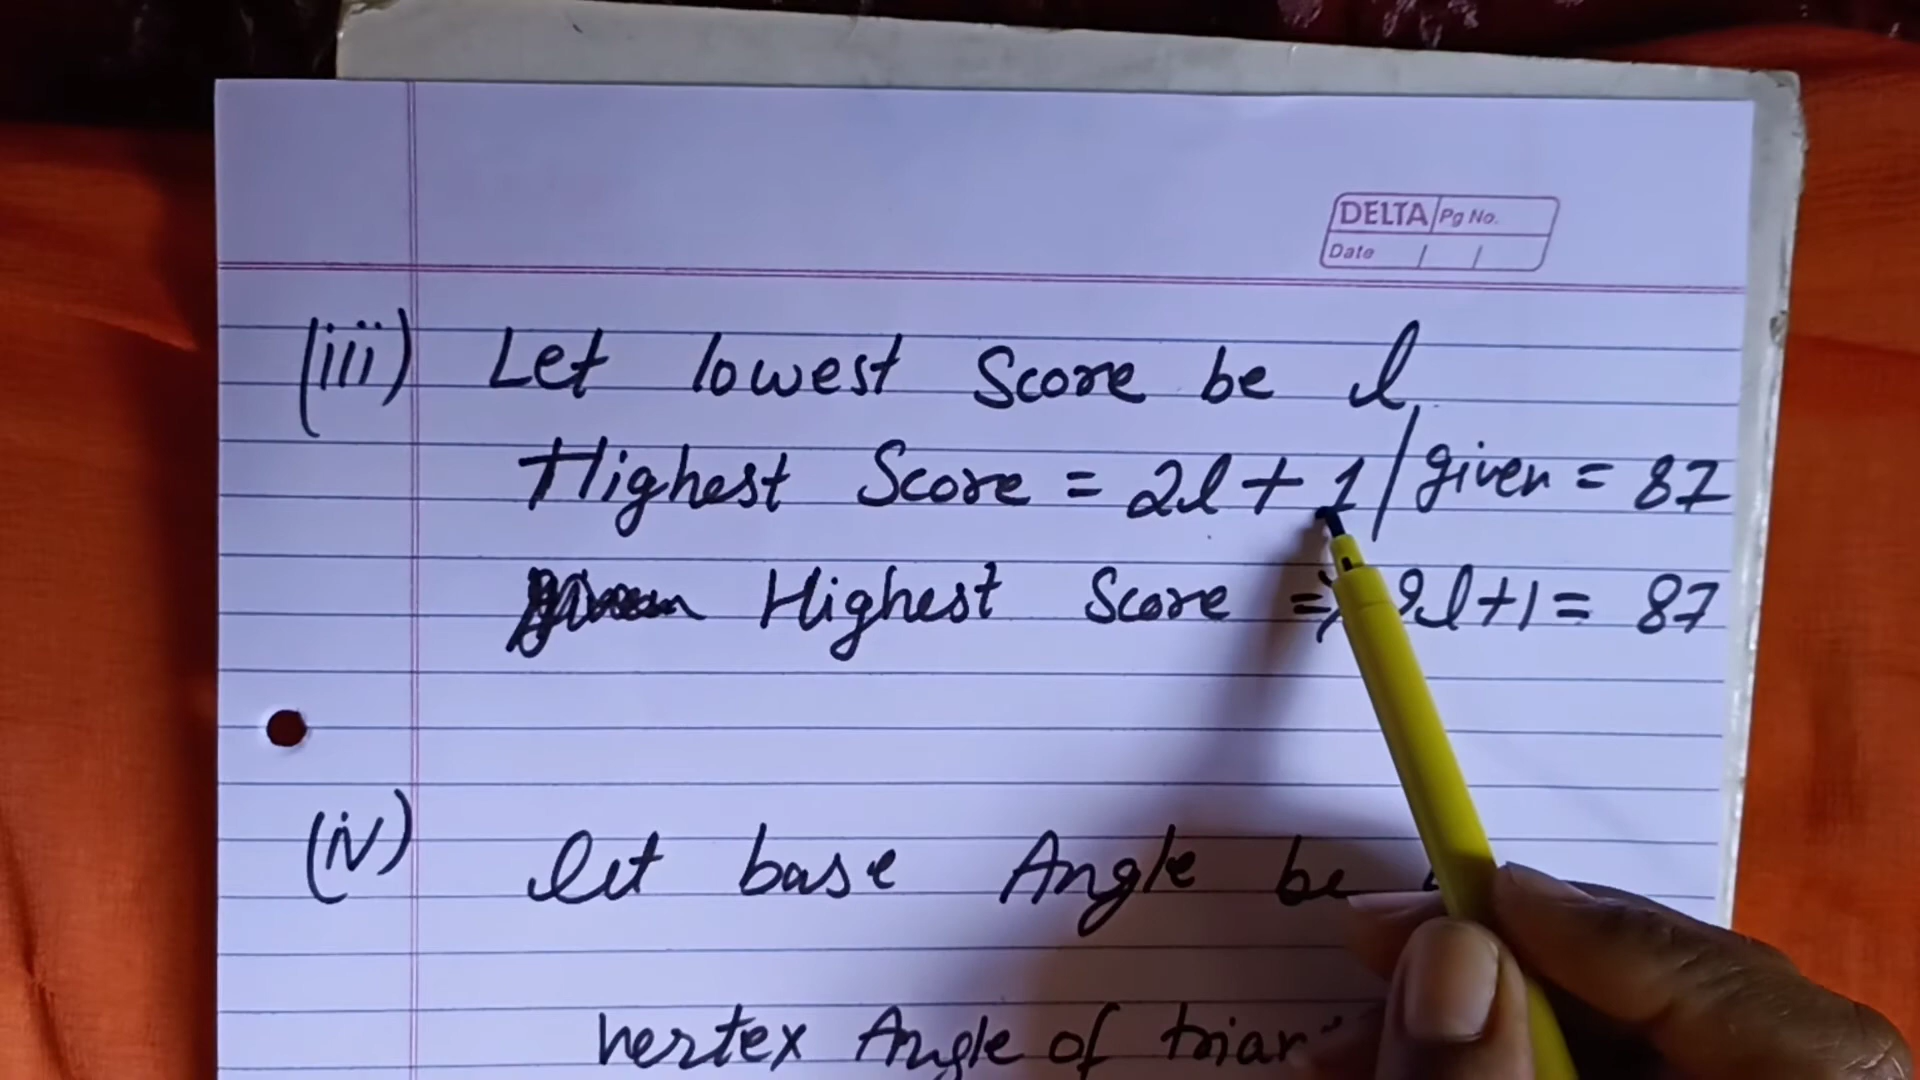 DELTA Pg No.
Date / /
(iii) Let lowest Score be l
Highest Score = 2l + 1 / given = 87
Highest Score => 2l+1 = 87
(iv) let base Angle be
vertex Angle of